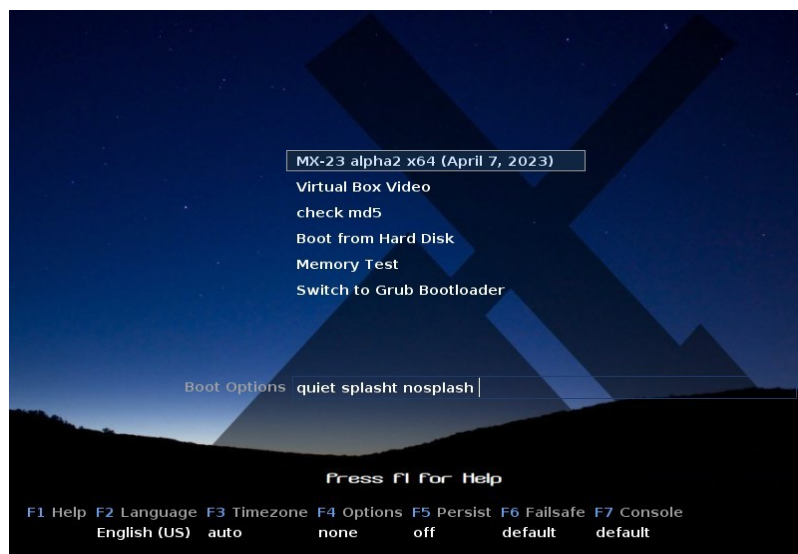 MX-23 alpha2 x64 (April 7, 2023)
Virtual Box Video
check md5
Boot from Hard Disk
Memory Test
Switch to Grub Bootloader
Boot Options quiet splasht nosplash
Press F1 for Help
F1 Help F2 Language F3 Timezone F4 Options F5 Persist F6 Failsafe F7 Console
English (US) auto none off default default